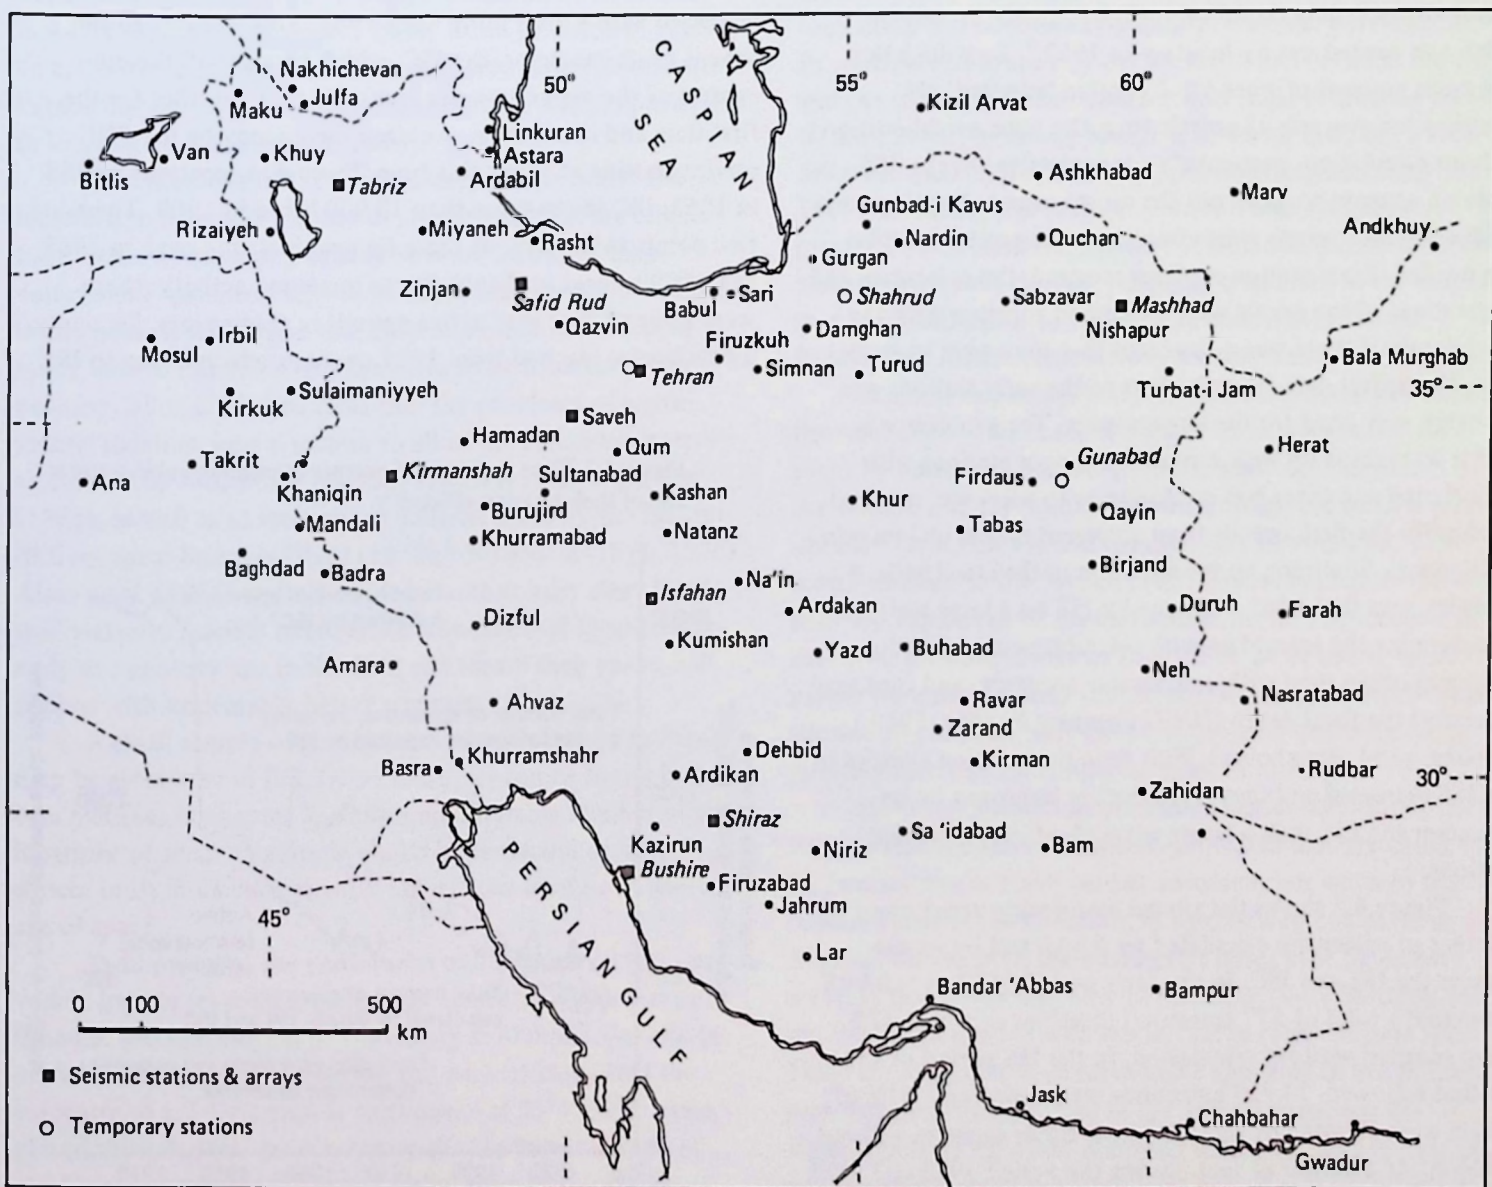 50°
55°
60°
CASPIAN SEA
Nakhichevan
Maku
Julfa
Kizil Arvat
Linkuran
Van
Khuy
Astara
Bitlis
Tabriz
Ardabil
Ashkhabad
Marv
Gunbad-i Kavus
Rizaiyeh
Miyaneh
Rasht
Nardin
Quchan
Andkhuy
Gurgan
Zinjan
Safid Rud
Babul
Sari
Shahrud
Sabzavar
Mashhad
Qazvin
Damghan
Nishapur
Mosul
Irbil
Firuzkuh
Bala Murghab
Tehran
Simnan
Turud
Turbat-i Jam
35°
Kirkuk
Sulaimaniyyeh
Saveh
Hamadan
Qum
Herat
Takrit
Kirmanshah
Sultanabad
Gunabad
Ana
Khaniqin
Firdaus
Kashan
Khur
Burujird
Qayin
Mandali
Khurramabad
Natanz
Tabas
Baghdad
Badra
Birjand
Na'in
Isfahan
Ardakan
Duruh
Farah
Dizful
Kumishan
Yazd
Buhabad
Amara
Neh
Ahvaz
Ravar
Nasratabad
Zarand
Dehbid
Basra
Khurramshahr
Ardikan
Kirman
Rudbar
30°
Zahidan
Shiraz
Sa'idabad
Kazirun
Niriz
Bam
Bushire
Firuzabad
Jahrum
PERSIAN GULF
45°
Lar
Bandar 'Abbas
Bampur
0 100 500
km
Seismic stations & arrays
Jask
Chahbahar
Temporary stations
Gwadur